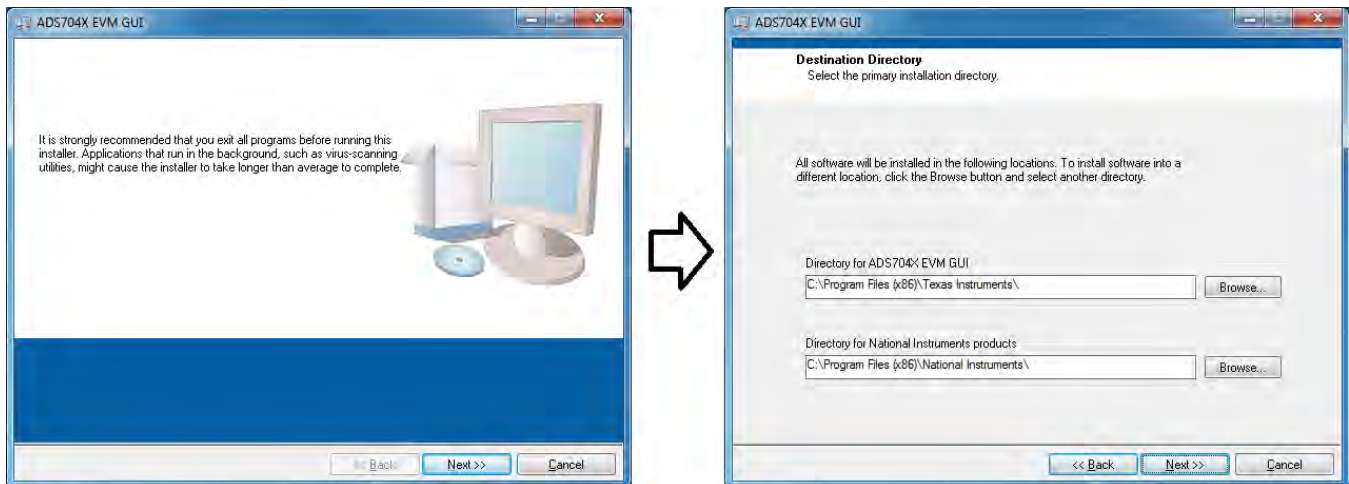 ADS704X EVM GUI
It is strongly recommended that you exit all programs before running this
installer. Applications that run in the background, such as virus-scanning
utilities, might cause the installer to take longer than average to complete.
<< Back
Next >>
Cancel
ADS704X EVM GUI
Destination Directory
Select the primary installation directory.
All software will be installed in the following locations. To install software into a
different location, click the Browse button and select another directory.
Directory for ADS704X EVM GUI
C:\Program Files (x86)\Texas Instruments\
Browse...
Directory for National Instruments products
C:\Program Files (x86)\National Instruments\
Browse...
<< Back
Next >>
Cancel